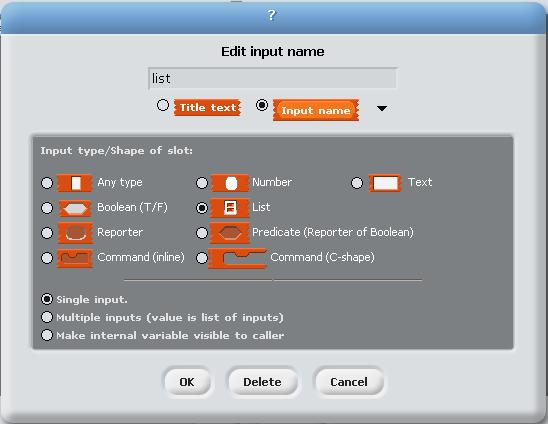 ?
Edit input name
list
Title text Input name
Input type/Shape of slot:
Any type Number Text
Boolean (T/F) List
Reporter Predicate (Reporter of Boolean)
Command (inline) Command (C-shape)
Single input.
Multiple inputs (value is list of inputs)
Make internal variable visible to caller
OK Delete Cancel